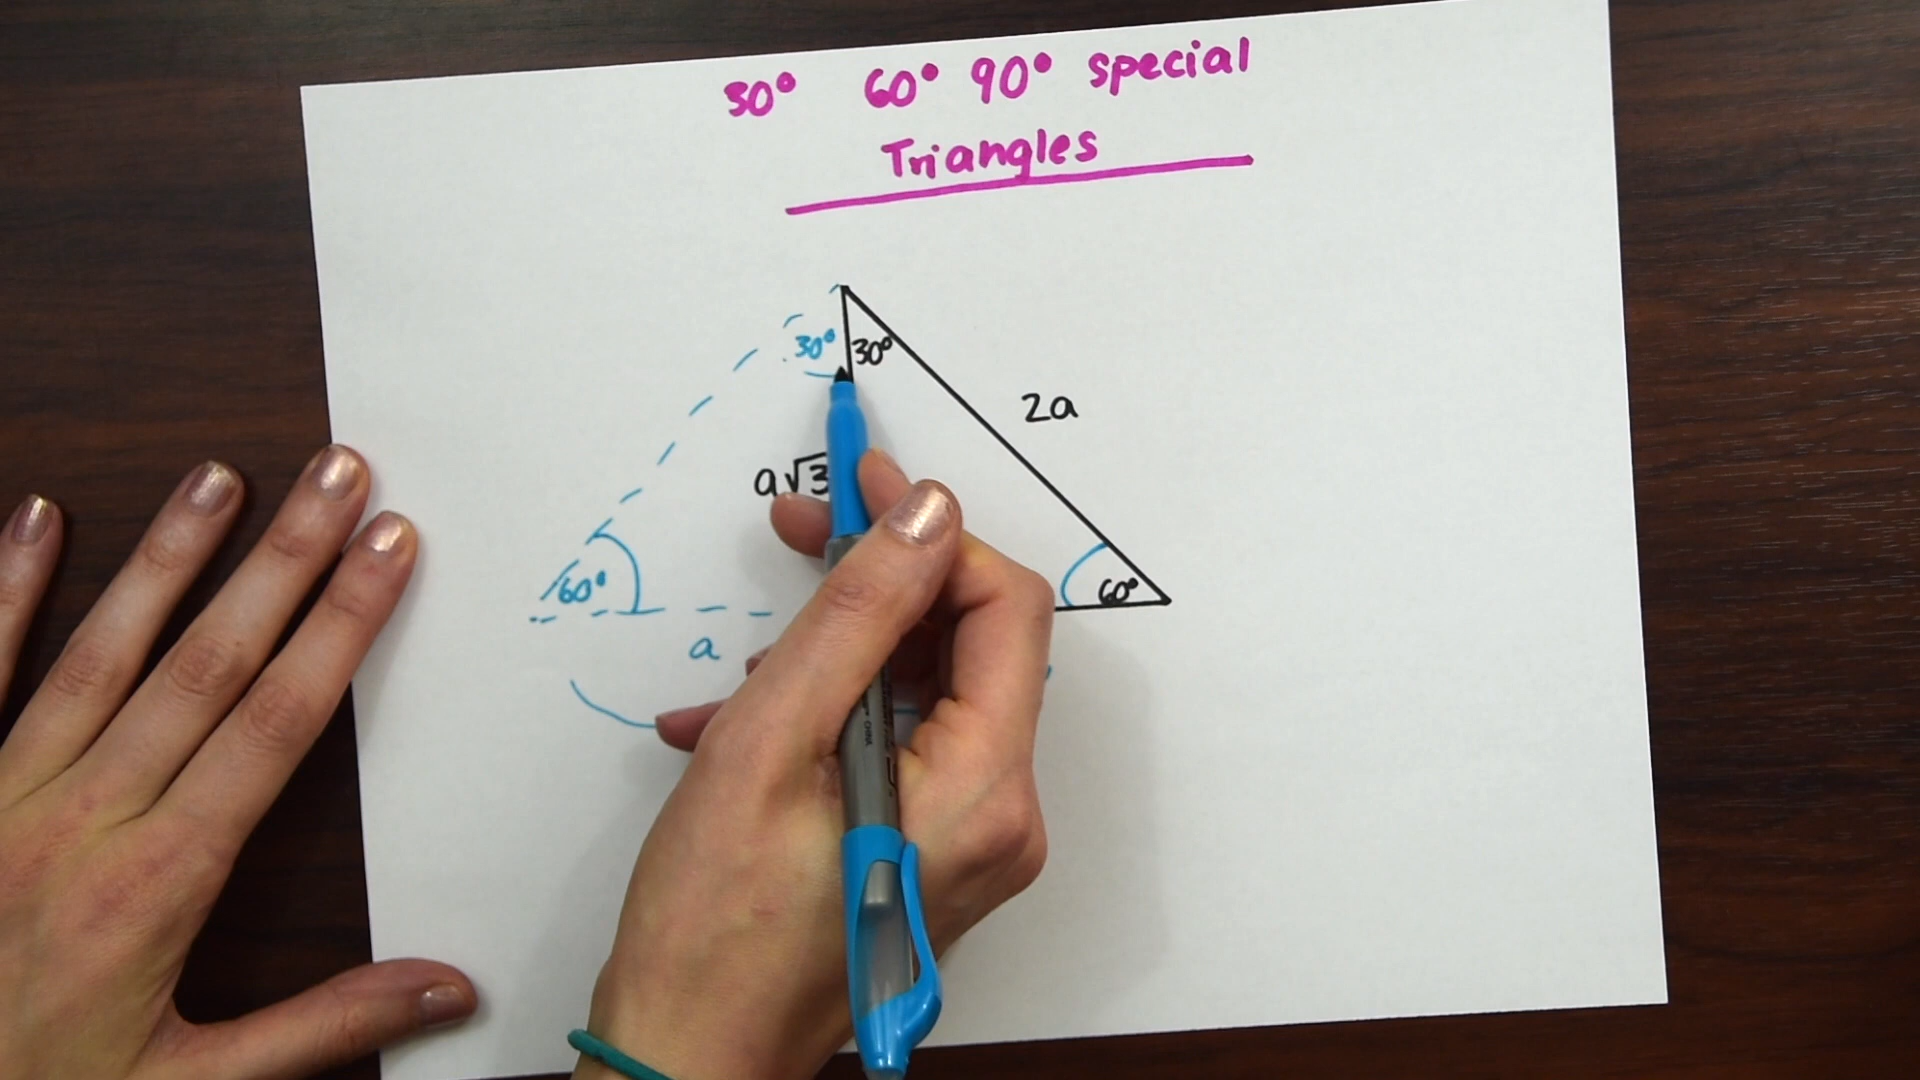 30° 60° 90° special
Triangles
30° 30°
2a
a√3
60° 60°
a